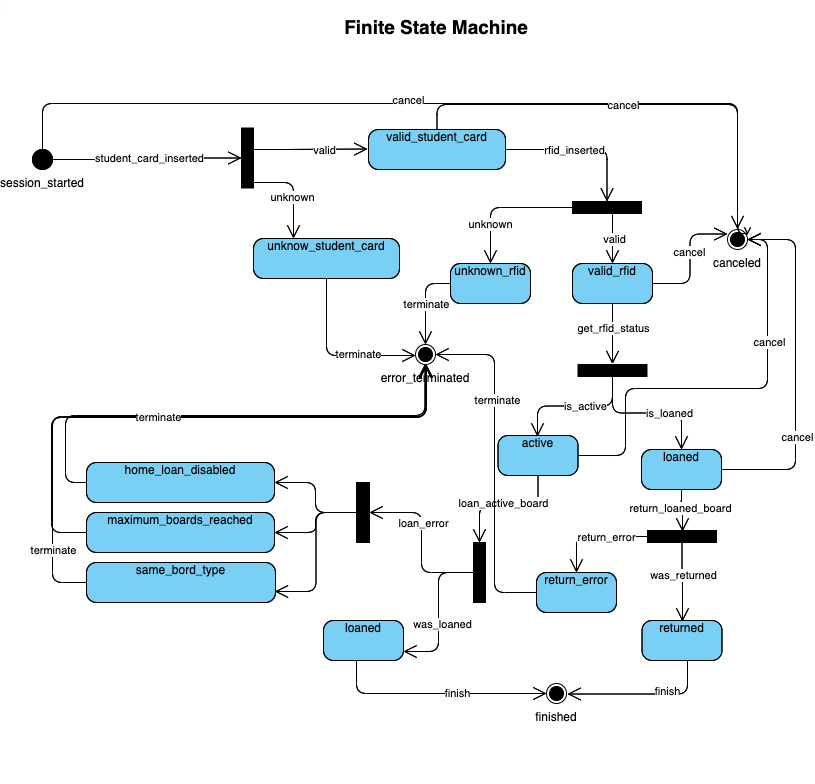 Finite State Machine
cancel
cancel
valid_student_card
student_card_inserted
valid
rfid_inserted
session_started
unknown
unknown
valid
unknow_student_card
cancel
canceled
unknown_rfid
valid_rfid
terminate
get_rfid_status
terminate
cancel
error_terminated
terminate
is_active
is_loaned
terminate
active
cancel
loaned
home_loan_disabled
loan_active_board
return_loaned_board
maximum_boards_reached
loan_error
return_error
terminate
same_bord_type
return_error
was_returned
loaned
was_loaned
returned
finish
finish
finished